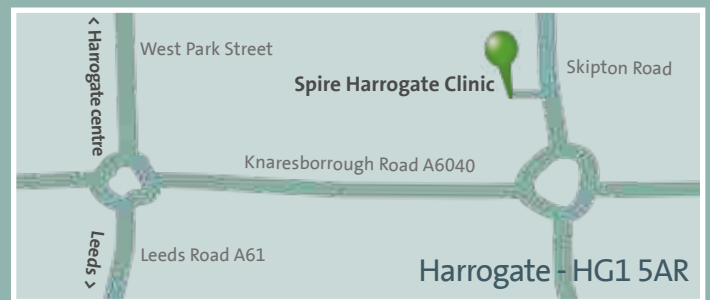 < Harrogate centre
West Park Street
Spire Harrogate Clinic
Skipton Road
Knaresborough Road A6040
Leeds >
Leeds Road A61
Harrogate - HG1 5AR